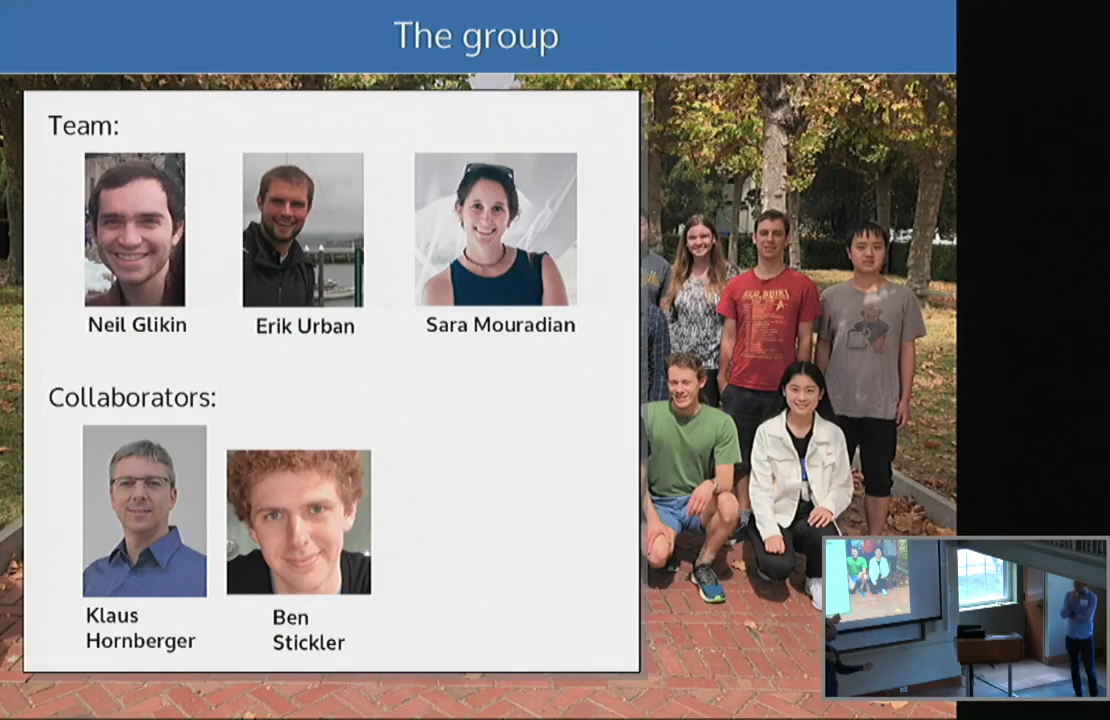 The group
Team:
Neil Glikin
Erik Urban
Sara Mouradian
Collaborators:
Klaus
Hornberger
Ben
Stickler